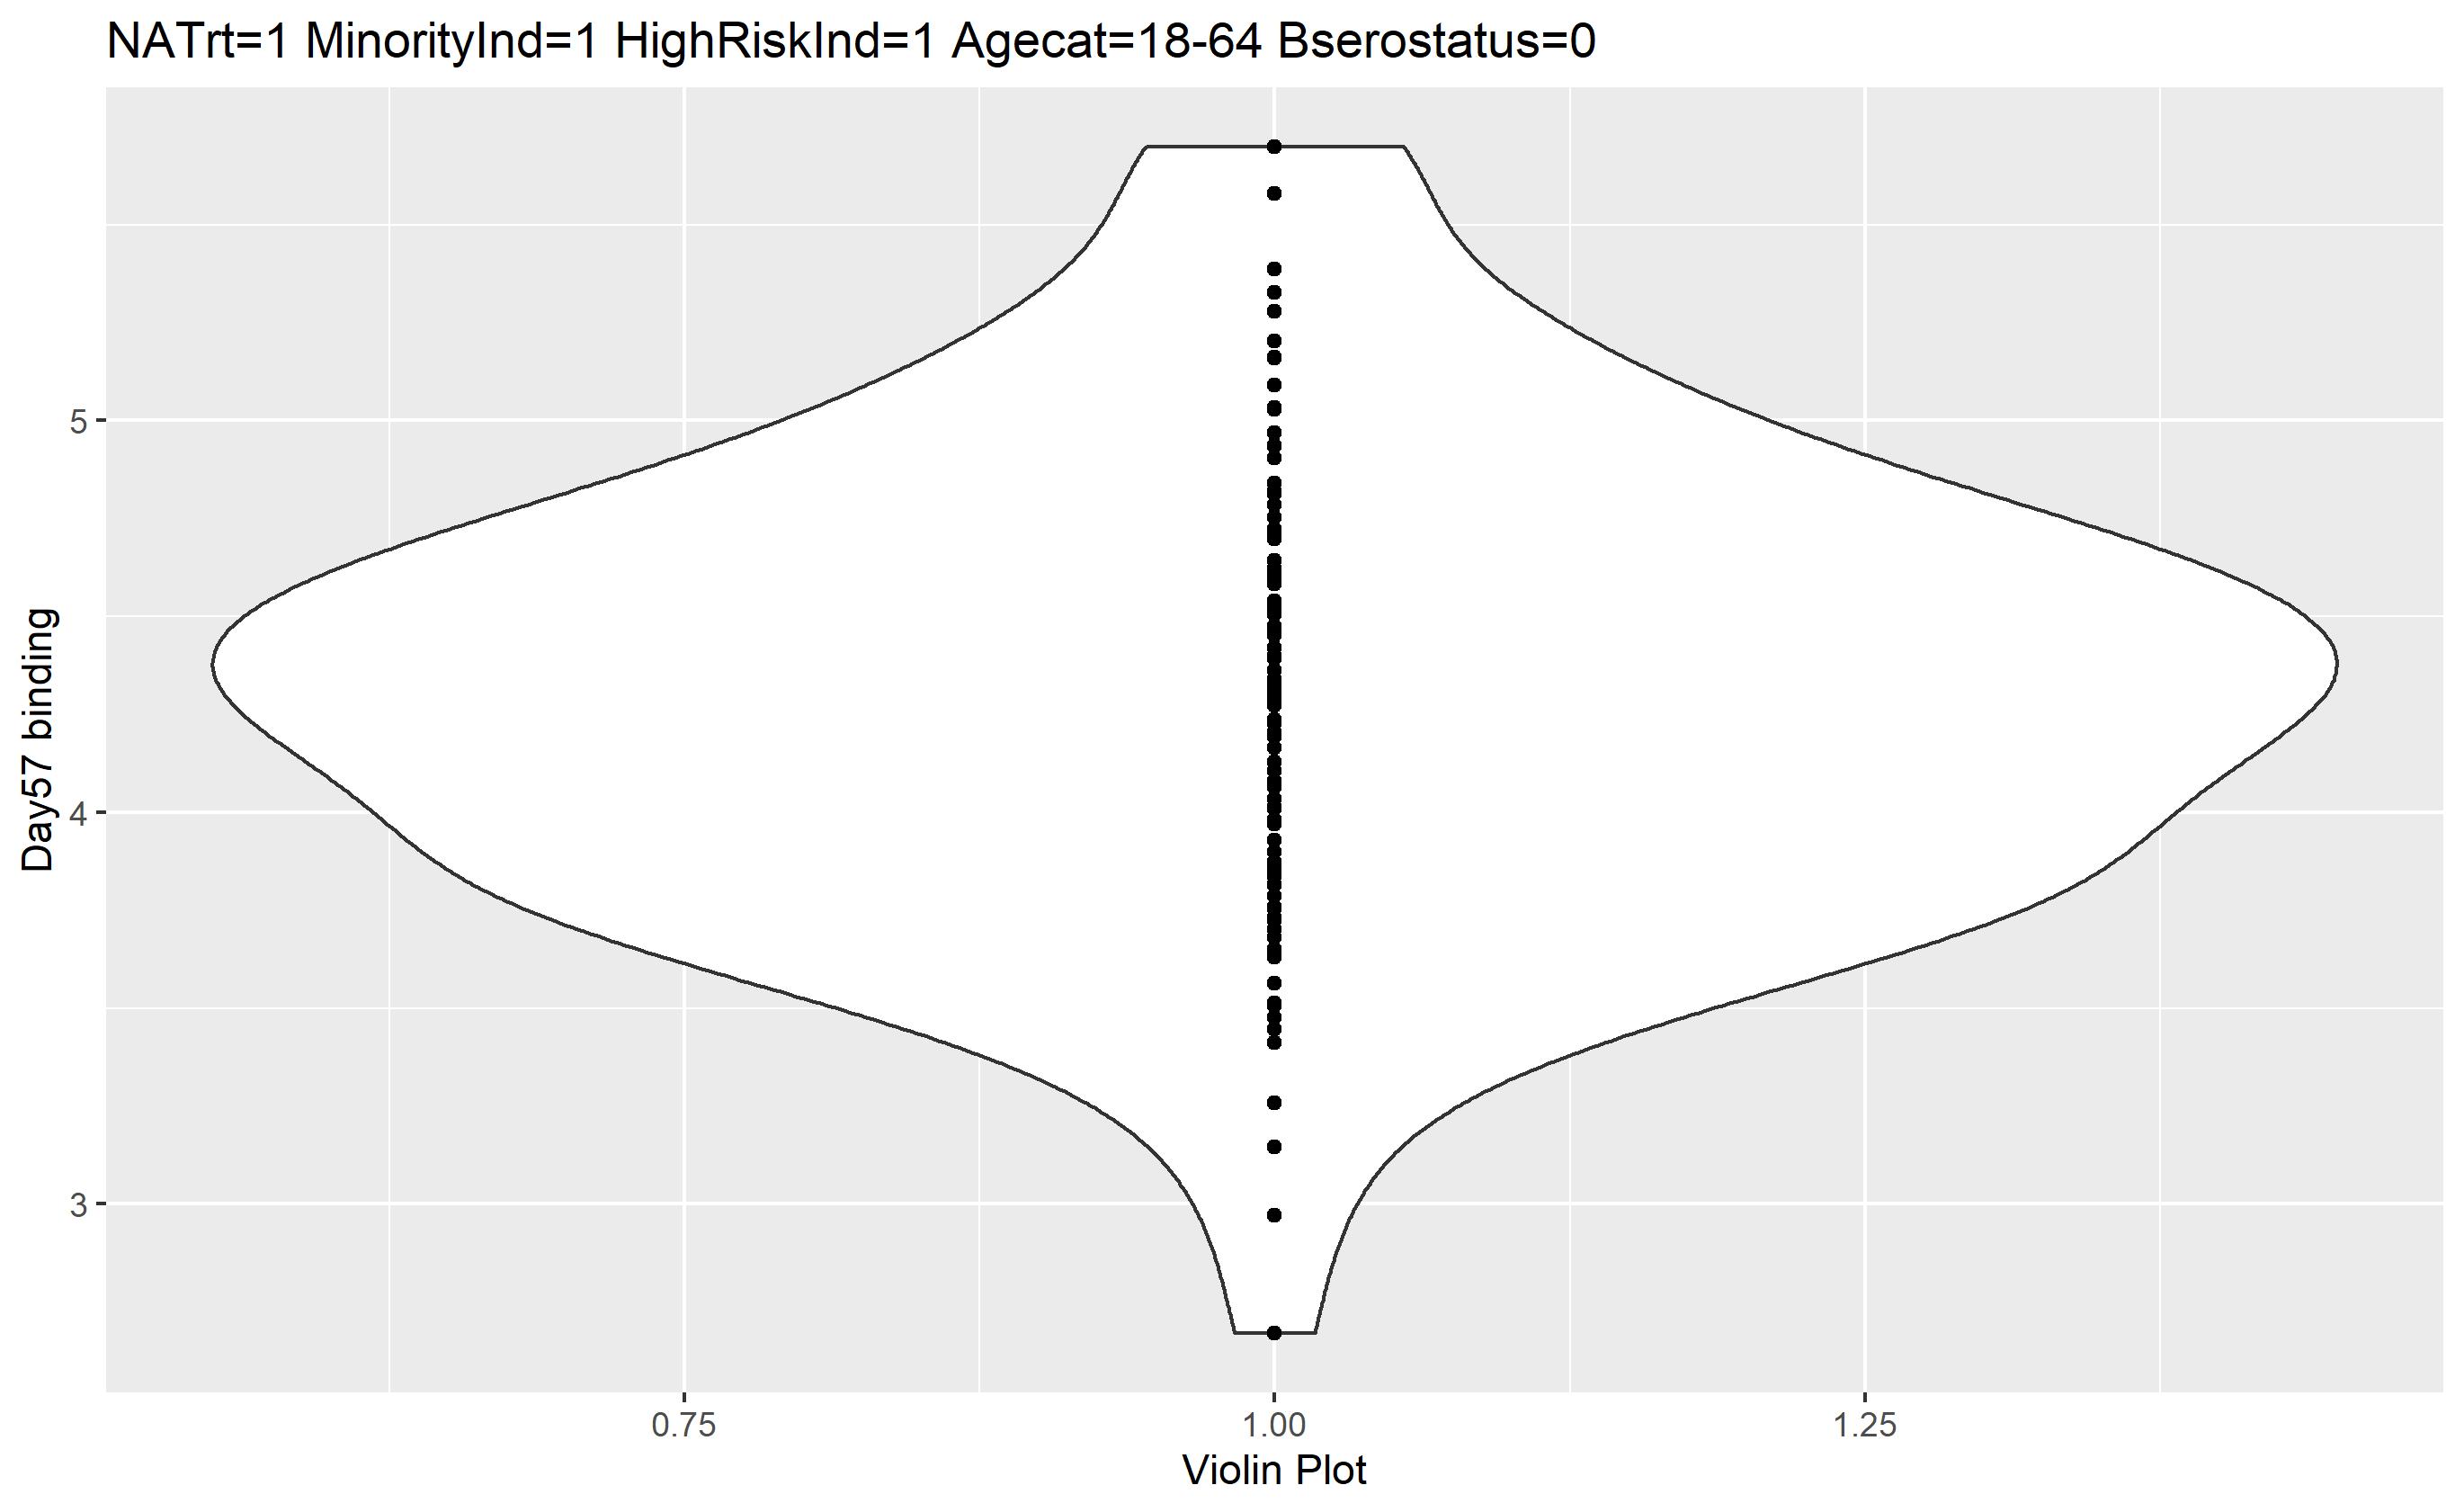 NATrt=1 MinorityInd=1 HighRiskInd=1 Agecat=18-64 Bserostatus=0
Day57 binding
5
4
3
0.75 1.00 1.25
Violin Plot